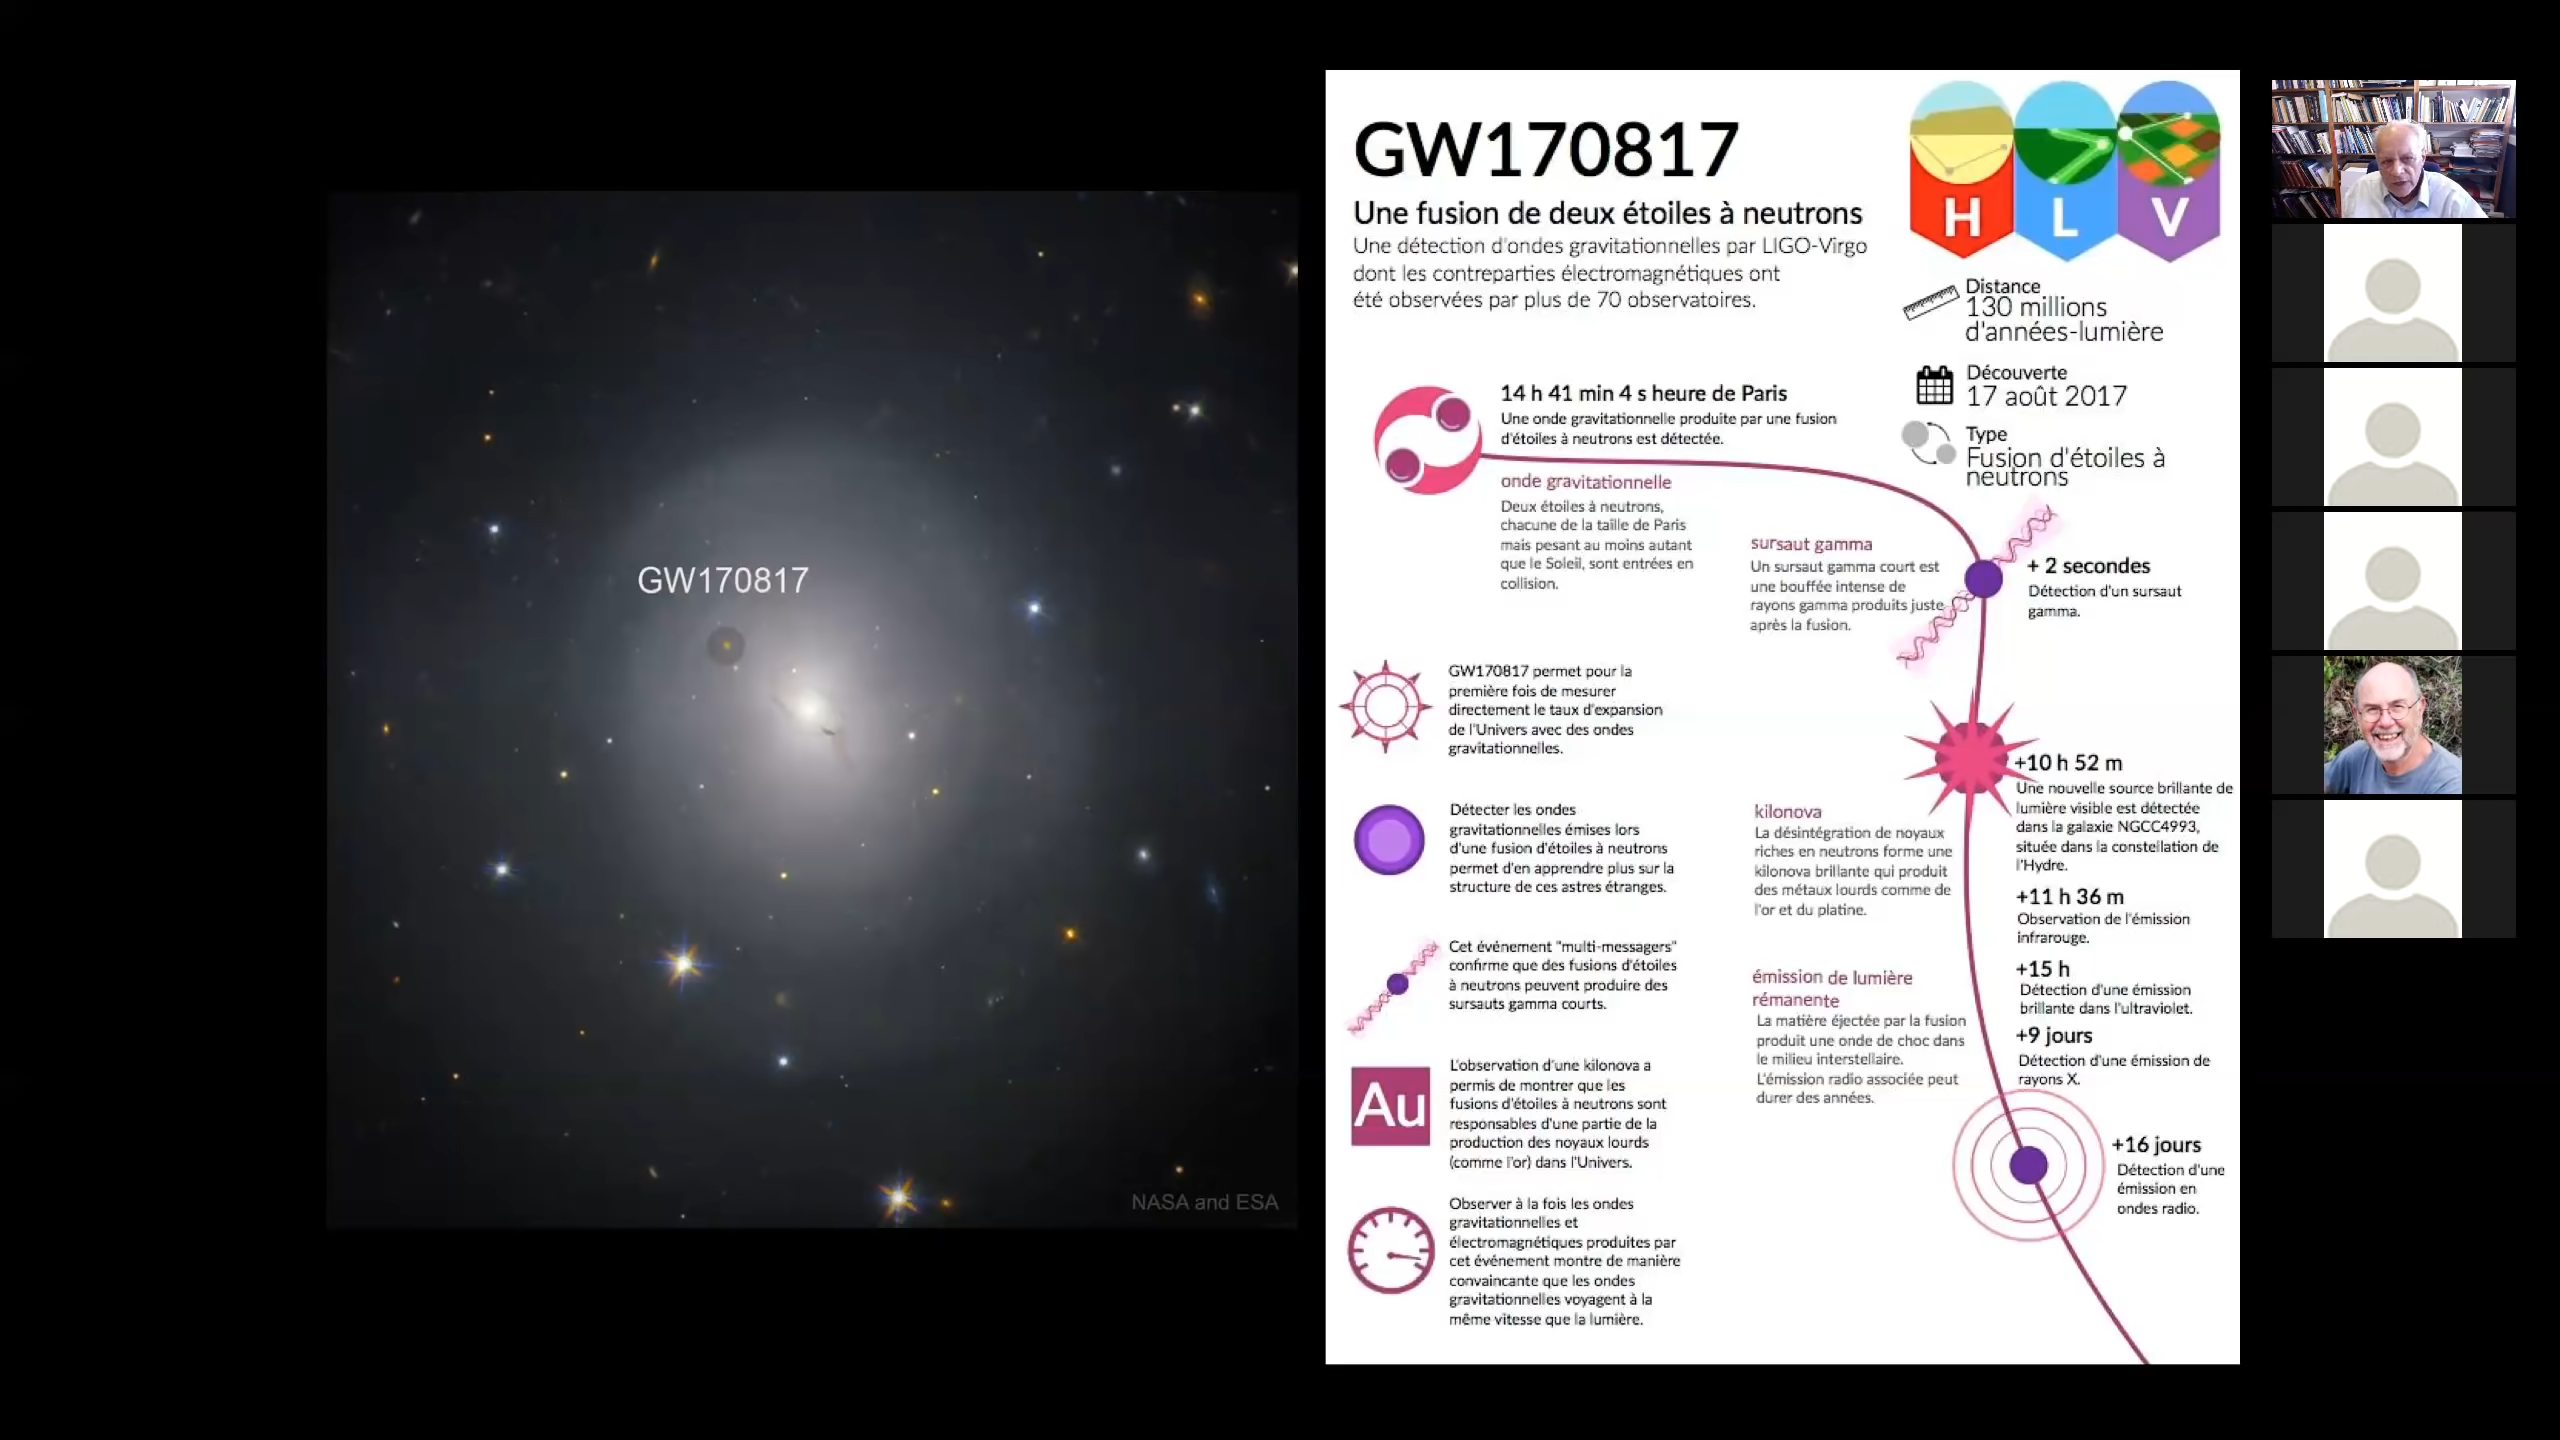 GW170817
NASA and ESA
GW170817
Une fusion de deux étoiles à neutrons
Une détection d'ondes gravitationnelles par LIGO-Virgo
dont les contreparties électromagnétiques ont
été observées par plus de 70 observatoires.
H L V
Distance
130 millions
d'années-lumière
Découverte
17 août 2017
Type
Fusion d'étoiles à
neutrons
14 h 41 min 4 s heure de Paris
Une onde gravitationnelle produite par une fusion
d'étoiles à neutrons est détectée.
onde gravitationnelle
Deux étoiles à neutrons,
chacune de la taille de Paris
mais pesant au moins autant
que le Soleil, sont entrées en
collision.
sursaut gamma
Un sursaut gamma court est
une bouffée intense de
rayons gamma produits juste
après la fusion.
+ 2 secondes
Détection d'un sursaut
gamma.
GW170817 permet pour la
première fois de mesurer
directement le taux d'expansion
de l'Univers avec des ondes
gravitationnelles.
Détecter les ondes
gravitationnelles émises lors
d'une fusion d'étoiles à neutrons
permet d'en apprendre plus sur la
structure de ces astres étranges.
Cet événement "multi-messagers"
confirme que des fusions d'étoiles
à neutrons peuvent produire des
sursauts gamma courts.
Au
L'observation d'une kilonova a
permis de montrer que les
fusions d'étoiles à neutrons sont
responsables d'une partie de la
production des noyaux lourds
(comme l'or) dans l'Univers.
Observer à la fois les ondes
gravitationnelles et
électromagnétiques produites par
cet événement montre de manière
convaincante que les ondes
gravitationnelles voyagent à la
même vitesse que la lumière.
kilonova
La désintégration de noyaux
riches en neutrons forme une
kilonova brillante qui produit
des métaux lourds comme de
l'or et du platine.
émission de lumière
rémanente
La matière éjectée par la fusion
produit une onde de choc dans
le milieu interstellaire.
L'émission radio associée peut
durer des années.
+10 h 52 m
Une nouvelle source brillante de
lumière visible est détectée
dans la galaxie NGCC4993,
située dans la constellation de
l'Hydre.
+11 h 36 m
Observation de l'émission
infrarouge.
+15 h
Détection d'une émission
brillante dans l'ultraviolet.
+9 jours
Détection d'une émission de
rayons X.
+16 jours
Détection d'une
émission en
ondes radio.